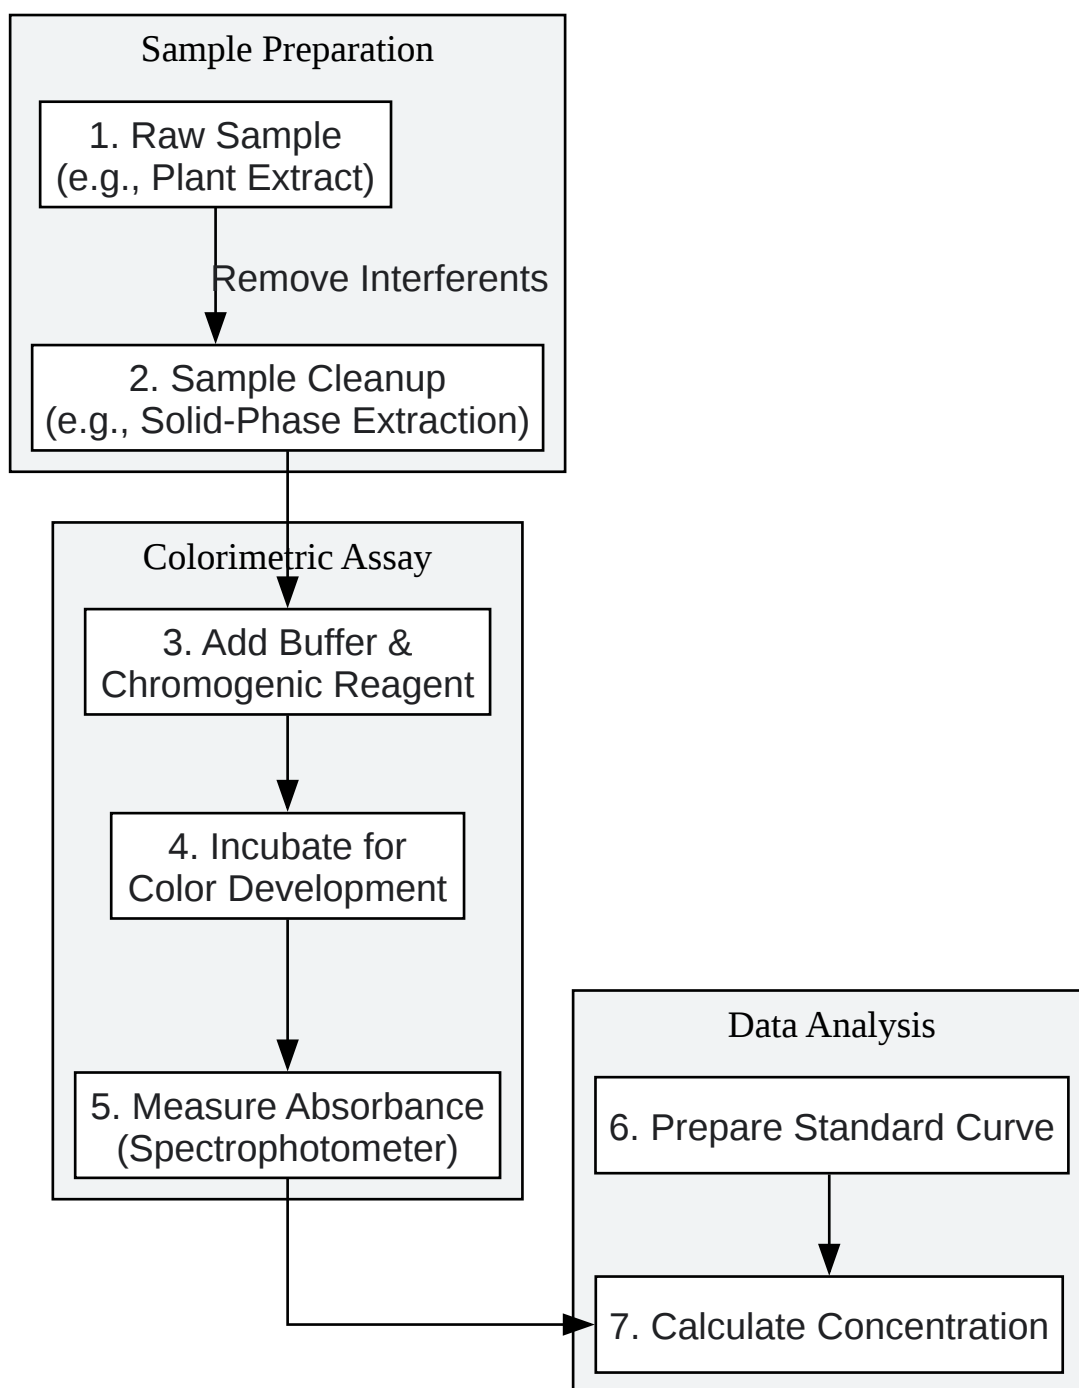 Sample Preparation
1. Raw Sample
(e.g., Plant Extract)
Remove Interferents
2. Sample Cleanup
(e.g., Solid-Phase Extraction)
Colorimetric Assay
3. Add Buffer &
Chromogenic Reagent
4. Incubate for
Color Development
5. Measure Absorbance
(Spectrophotometer)
Data Analysis
6. Prepare Standard Curve
7. Calculate Concentration